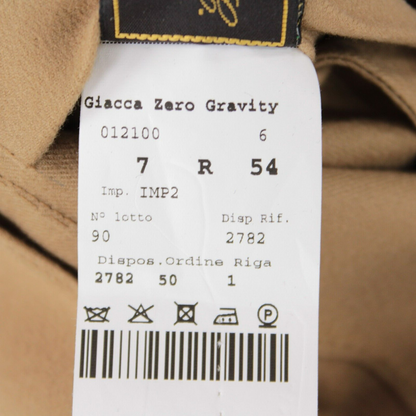 Giacca Zero Gravity
012100 6
7 R 54
Imp. IMP2
Nº lotto Disp Rif.
90 2782
Dispos.Ordine Riga
2782 50 1
P